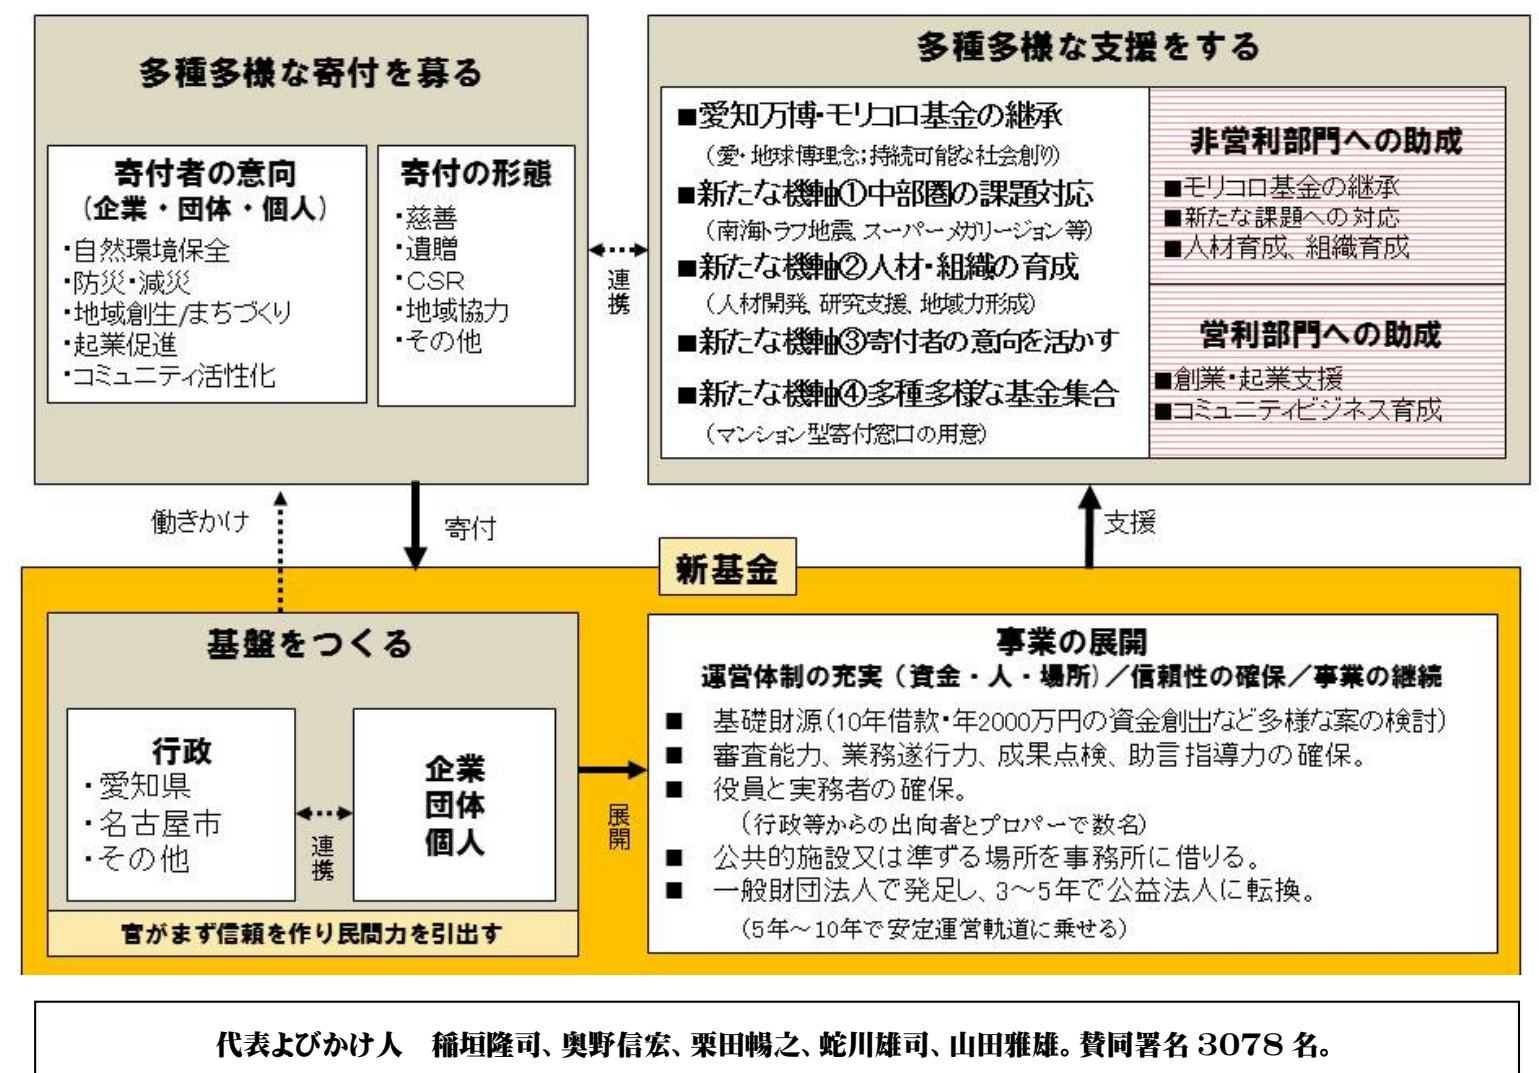 多種多様な寄付を募る
寄付者の意向
(企業・団体・個人)
・自然環境保全
・防災・減災
・地域創生/まちづくり
・起業促進
・コミュニティ活性化
寄付の形態
・慈善
・遺贈
・CSR
・地域協力
・その他
連携
多種多様な支援をする
■愛知万博・モリコロ基金の継承
(愛・地球博理念;持続可能な社会創り)
■新たな機軸①中部圏の課題対応
(南海トラフ地震、スーパーメガリージョン等)
■新たな機軸②人材・組織の育成
(人材開発、研究支援、地域力形成)
■新たな機軸③寄付者の意向を活かす
■新たな機軸④多種多様な基金集合
(マンション型寄付窓口の用意)
非営利部門への助成
■モリコロ基金の継承
■新たな課題への対応
■人材育成、組織育成
営利部門への助成
■創業・起業支援
■コミュニティビジネス育成
働きかけ
寄付
支援
新基金
基盤をつくる
行政
・愛知県
・名古屋市
・その他
連携
企業
団体
個人
官がまず信頼を作り民間力を引出す
展開
事業の展開
運営体制の充実(資金・人・場所)/信頼性の確保/事業の継続
■ 基礎財源(10年借款・年2000万円の資金創出など多様な案の検討)
■ 審査能力、業務遂行力、成果点検、助言指導力の確保。
■ 役員と実務者の確保。
(行政等からの出向者とプロパーで数名)
■ 公共的施設又は準ずる場所を事務所に借りる。
■ 一般財団法人で発足し、3~5年で公益法人に転換。
(5年~10年で安定運営軌道に乗せる)
代表よびかけ人 稲垣隆司、奥野信宏、栗田暢之、蛇川雄司、山田雅雄。賛同署名 3078 名。